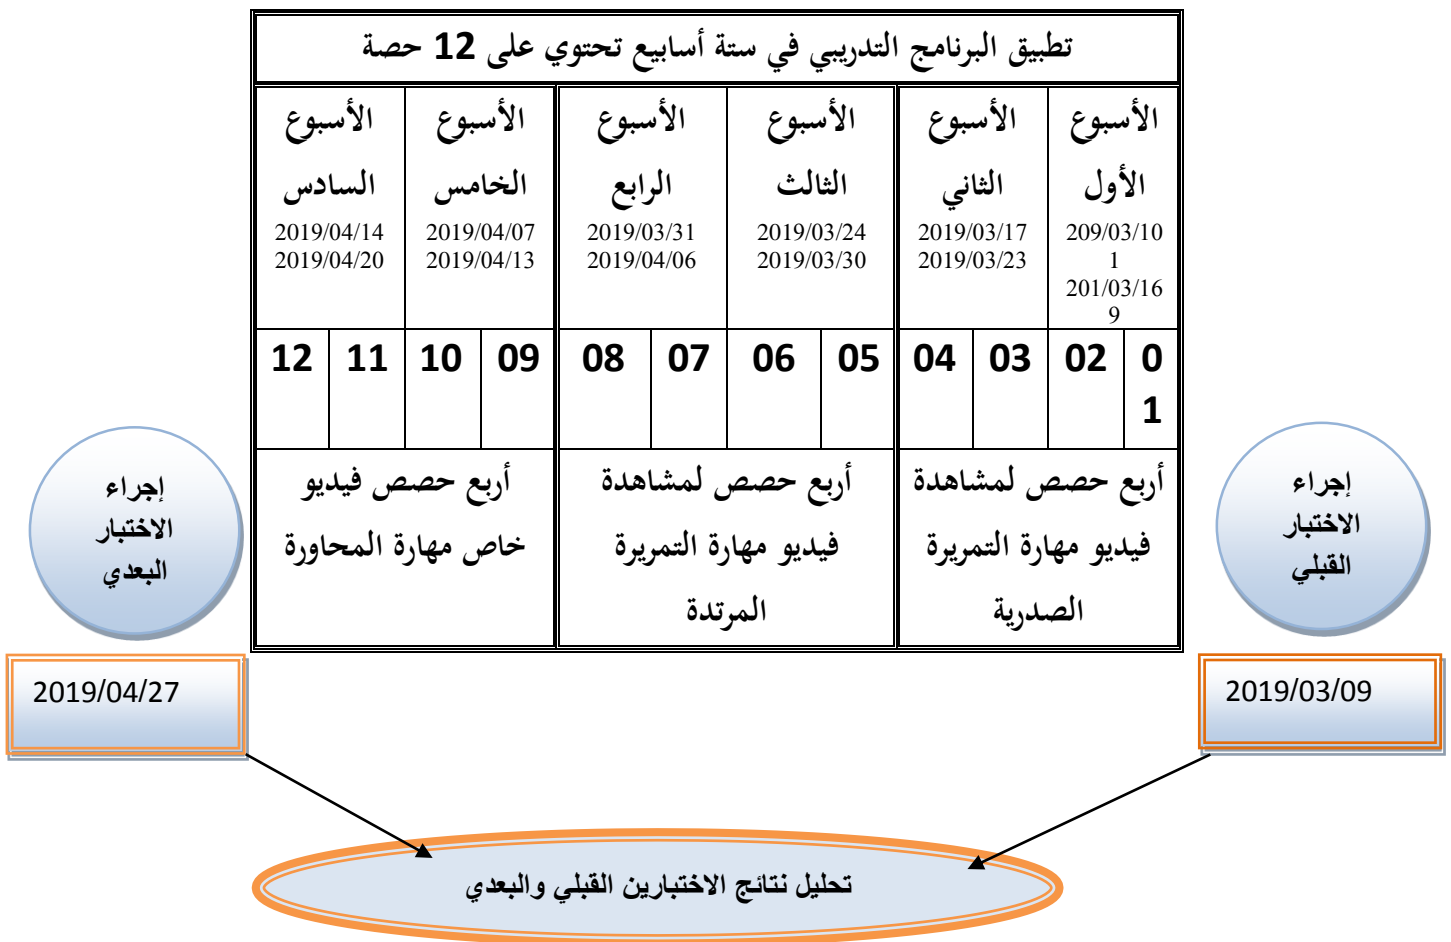 تطبيق البرنامج التدريبي في ستة أسابيع تحتوي على 12 حصة
الأسبوع
الأول
209/03/10
1
201/03/16
9
الأسبوع
الثاني
2019/03/17
2019/03/23
الأسبوع
الثالث
2019/03/24
2019/03/30
الأسبوع
الرابع
2019/03/31
2019/04/06
الأسبوع
الخامس
2019/04/07
2019/04/13
الأسبوع
السادس
2019/04/14
2019/04/20
0
1
02
03
04
05
06
07
08
09
10
11
12
أربع حصص لمشاهدة
فيديو مهارة التمريرة
الصدرية
أربع حصص لمشاهدة
فيديو مهارة التمريرة
المرتدة
أربع حصص فيديو
خاص مهارة المحاورة
إجراء
الاختبار
القبلي
2019/03/09
إجراء
الاختبار
البعدي
2019/04/27
تحليل نتائج الاختبارين القبلي والبعدي